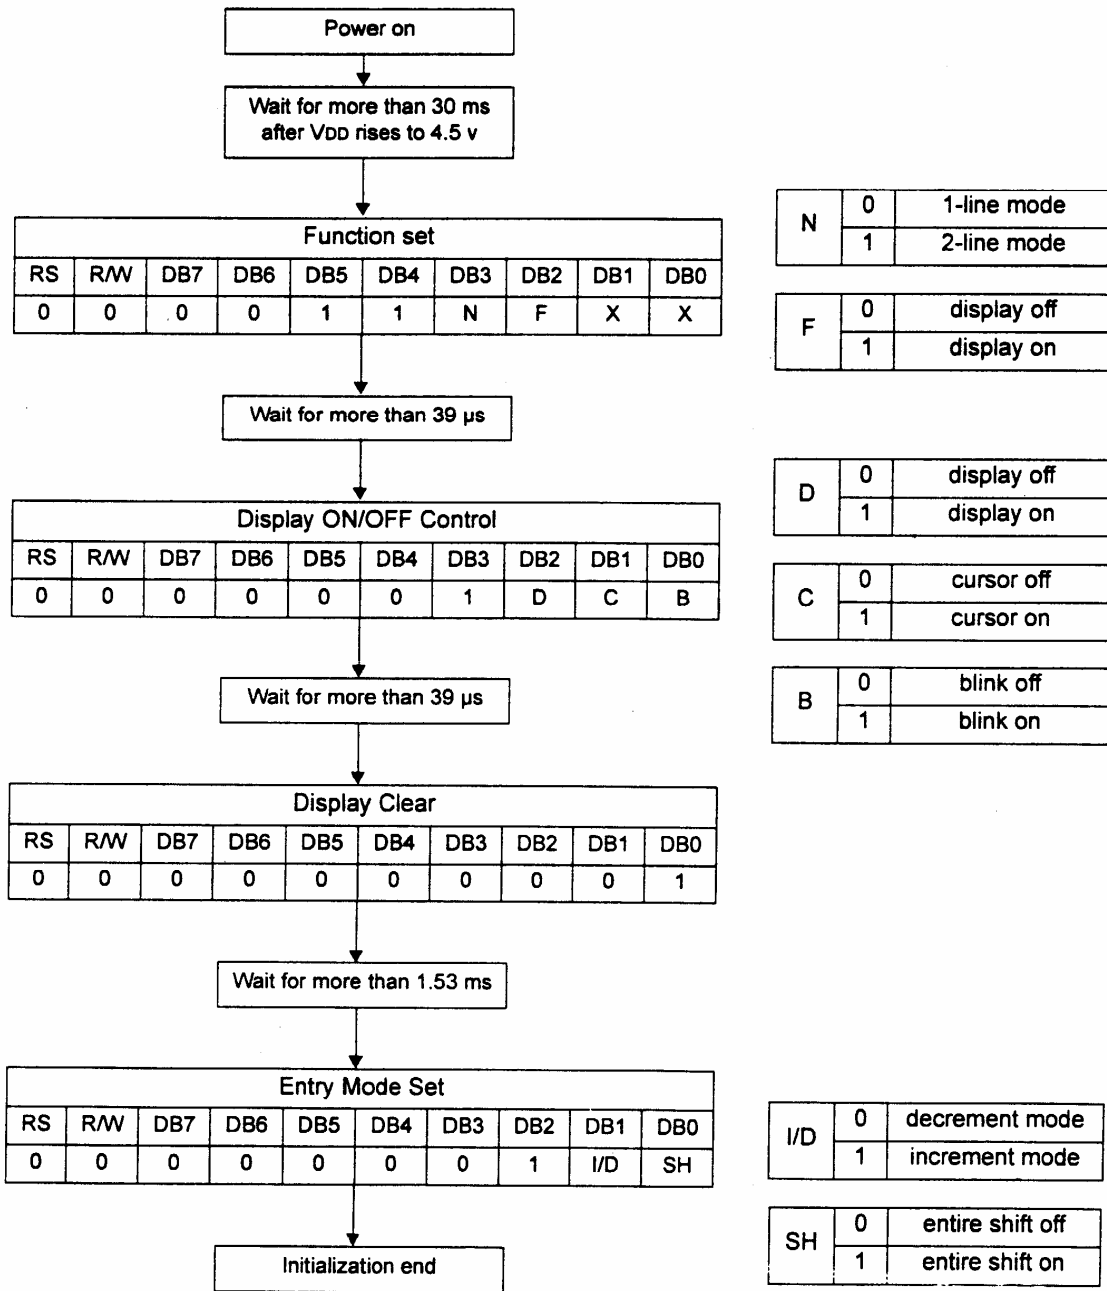 Power on
Wait for more than 30 ms
after VDD rises to 4.5 v
Function set
RS R/W DB7 DB6 DB5 DB4 DB3 DB2 DB1 DB0
0 0 0 0 1 1 N F X X
N 0 1-line mode
1 2-line mode
F 0 display off
1 display on
Wait for more than 39 μs
Display ON/OFF Control
RS R/W DB7 DB6 DB5 DB4 DB3 DB2 DB1 DB0
0 0 0 0 0 0 1 D C B
D 0 display off
1 display on
C 0 cursor off
1 cursor on
B 0 blink off
1 blink on
Wait for more than 39 μs
Display Clear
RS R/W DB7 DB6 DB5 DB4 DB3 DB2 DB1 DB0
0 0 0 0 0 0 0 0 0 1
Wait for more than 1.53 ms
Entry Mode Set
RS R/W DB7 DB6 DB5 DB4 DB3 DB2 DB1 DB0
0 0 0 0 0 0 0 1 I/D SH
I/D 0 decrement mode
1 increment mode
SH 0 entire shift off
1 entire shift on
Initialization end